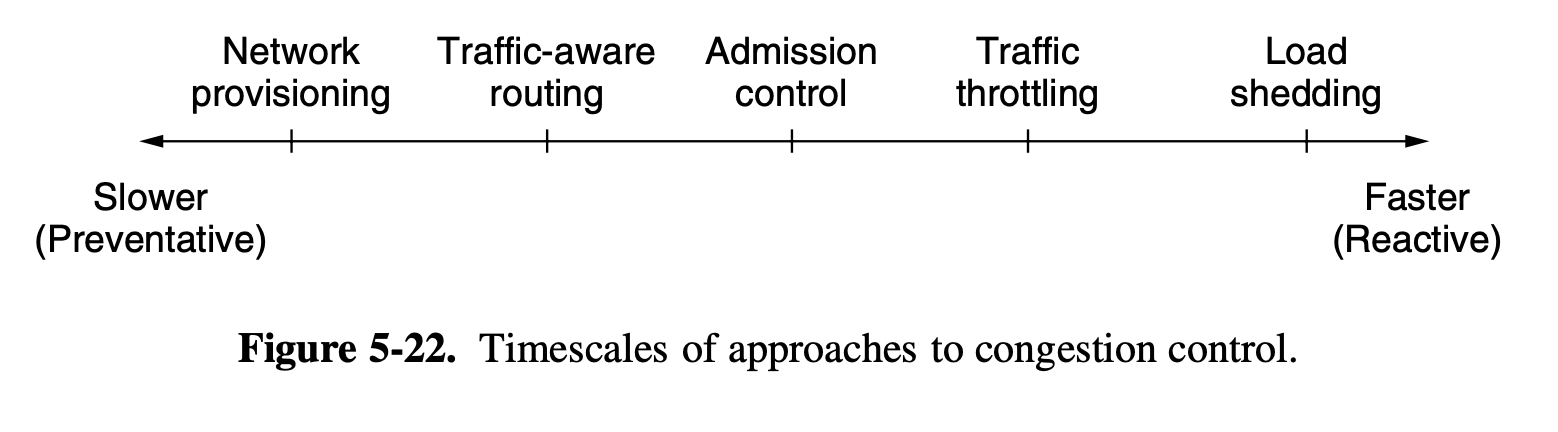 Network provisioning
Traffic-aware routing
Admission control
Traffic throttling
Load shedding
Slower (Preventative)
Faster (Reactive)
Figure 5-22. Timescales of approaches to congestion control.